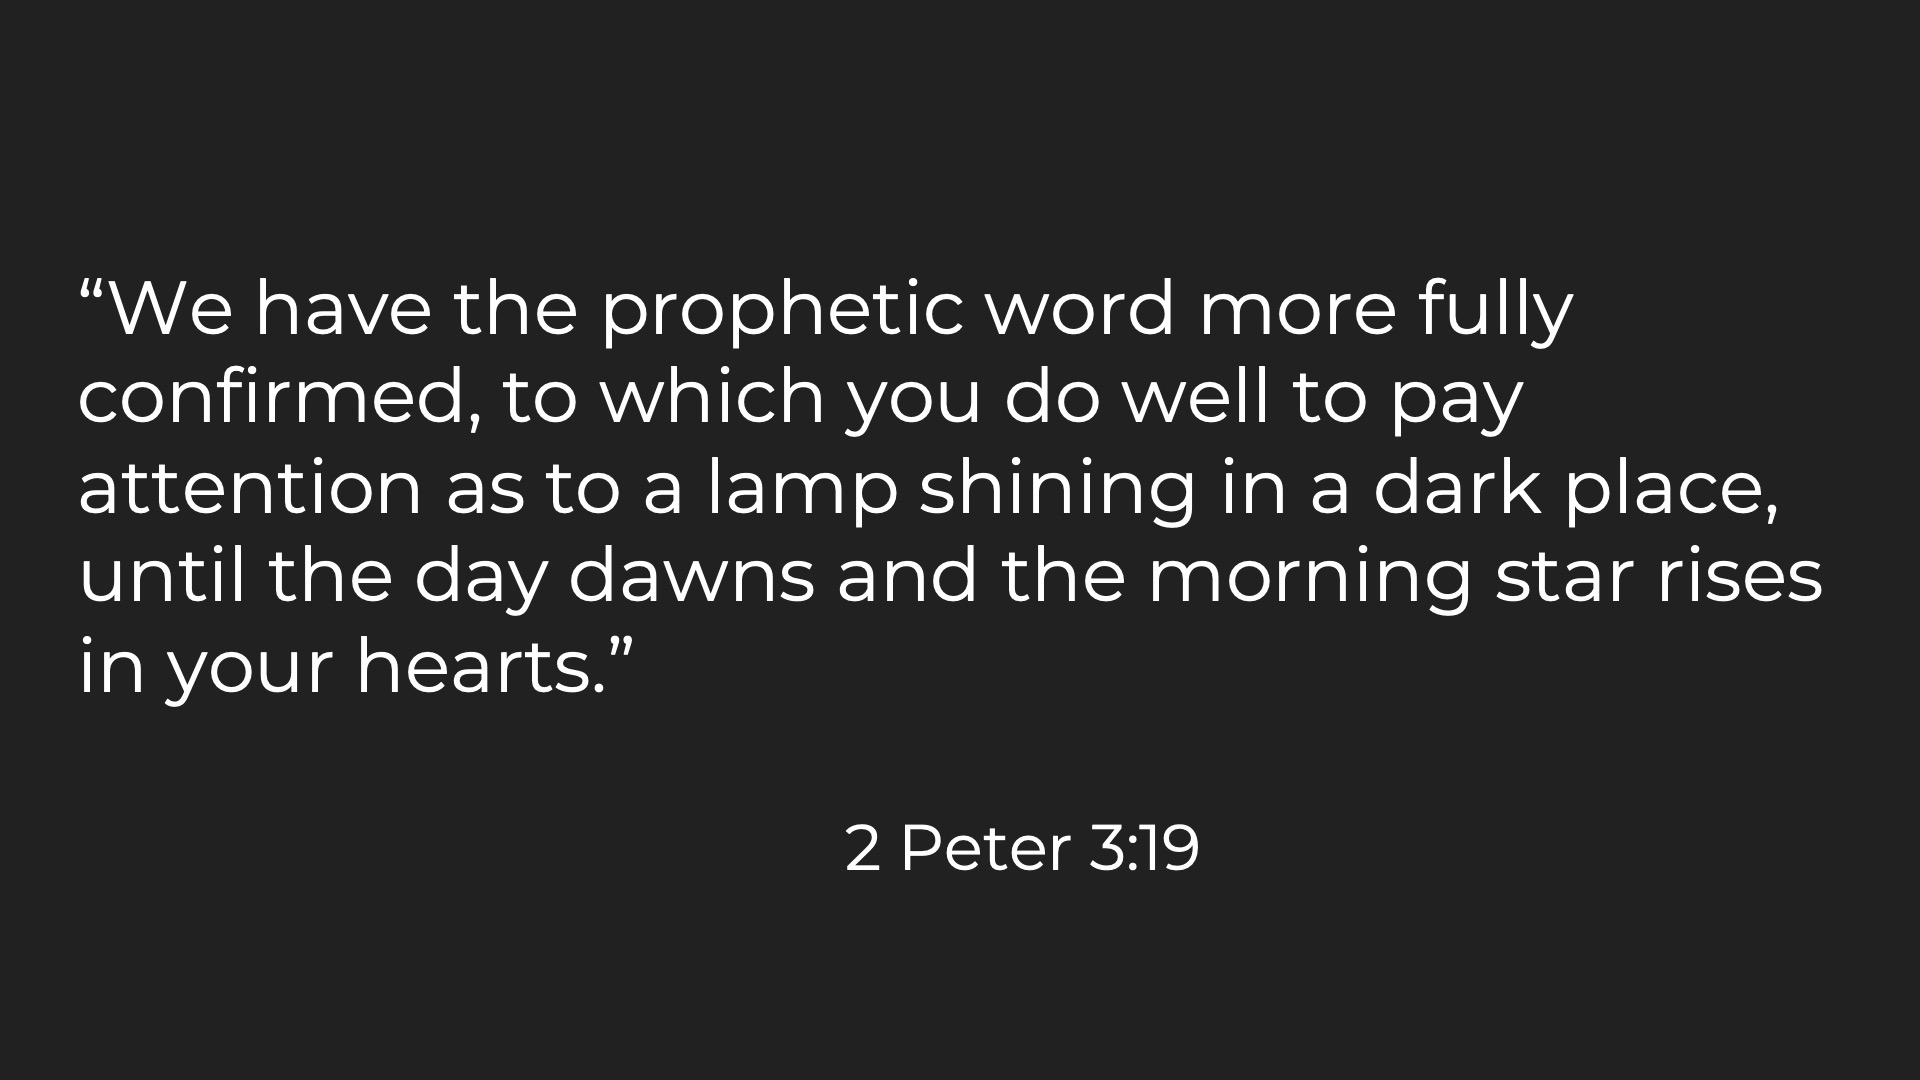 “We have the prophetic word more fully
confirmed, to which you do well to pay
attention as to a lamp shining in a dark place,
until the day dawns and the morning star rises
in your hearts.”
2 Peter 3:19